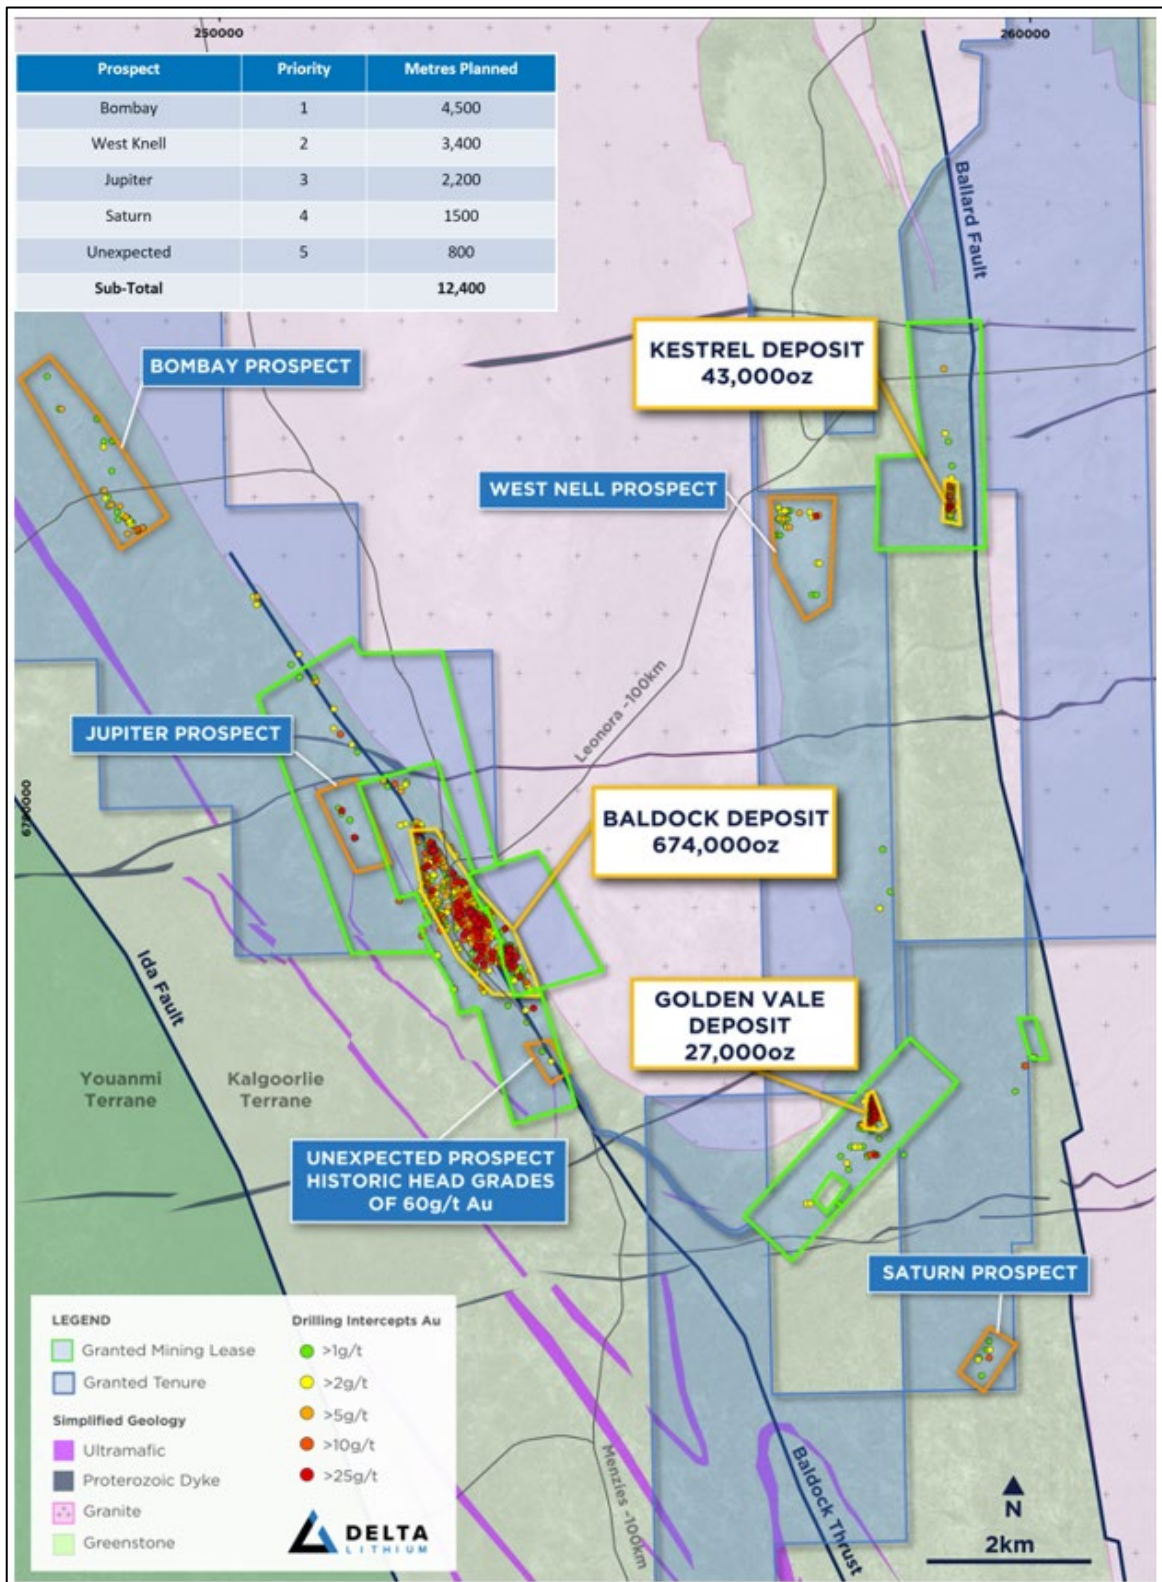 250000
260000
Prospect Priority Metres Planned
Bombay 1 4,500
West Knell 2 3,400
Jupiter 3 2,200
Saturn 4 1500
Unexpected 5 800
Sub-Total 12,400
Ballard Fault
BOMBAY PROSPECT
KESTREL DEPOSIT
43,000oz
WEST NELL PROSPECT
Leonora ~100km
JUPITER PROSPECT
BALDOCK DEPOSIT
674,000oz
Ida Fault
GOLDEN VALE
DEPOSIT
27,000oz
Youanmi
Terrane
Kalgoorlie
Terrane
UNEXPECTED PROSPECT
HISTORIC HEAD GRADES
OF 60g/t Au
SATURN PROSPECT
LEGEND
Granted Mining Lease
Granted Tenure
Simplified Geology
Ultramafic
Proterozoic Dyke
Granite
Greenstone
Drilling Intercepts Au
>1g/t
>2g/t
>5g/t
>10g/t
>25g/t
DELTA
LITHIUM
Menzies ~100km
Baldock Thrust
N
2km